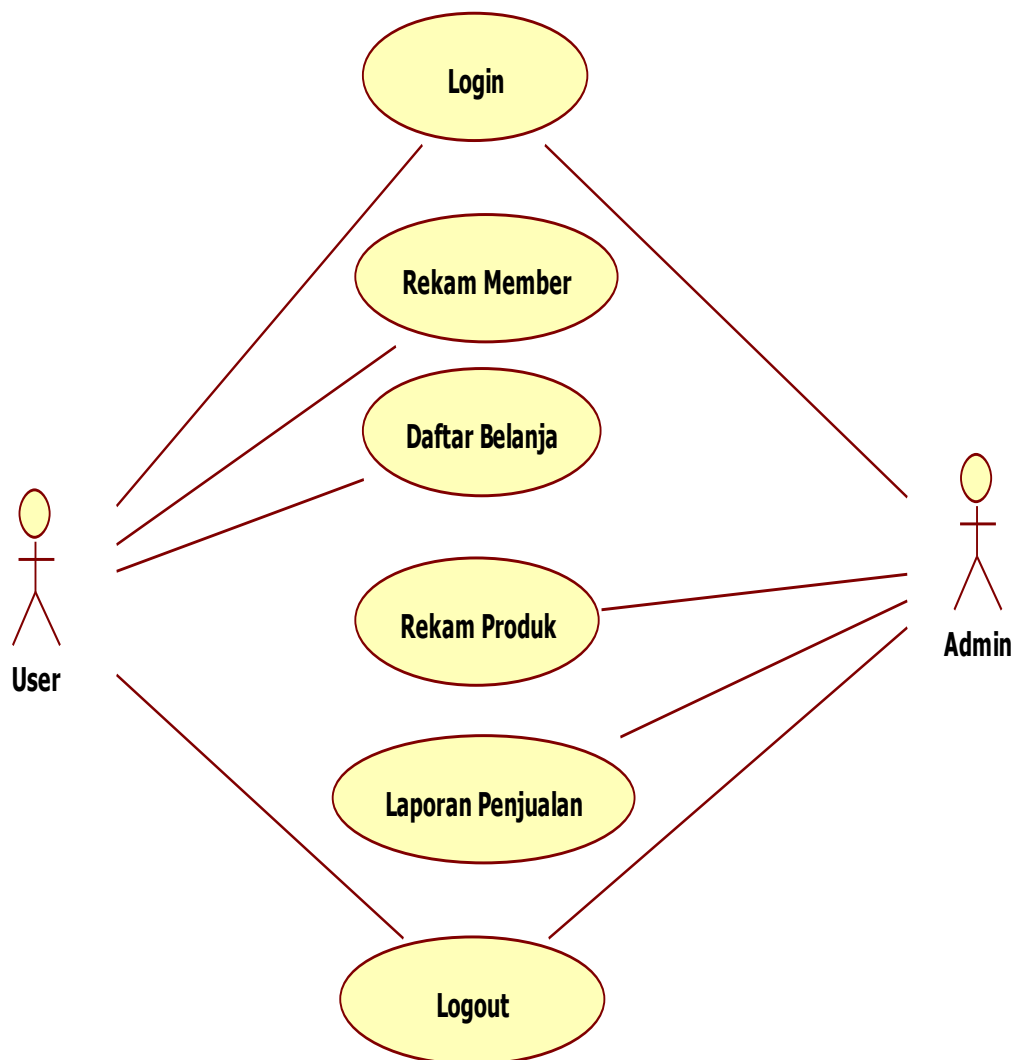 Login
Rekam Member
Daftar Belanja
Rekam Produk
Admin
User
Laporan Penjualan
Logout